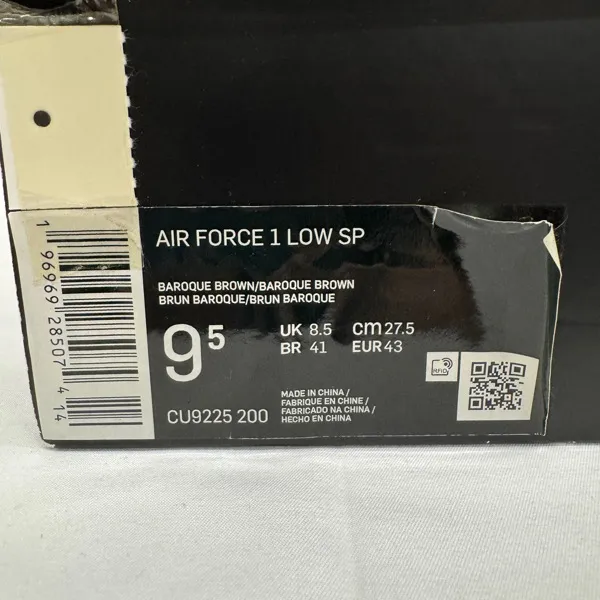 AIR FORCE 1 LOW SP
BAROQUE BROWN/BAROQUE BROWN
BRUN BAROQUE/BRUN BAROQUE
9 5
UK 8.5 cm 27.5
BR 41 EUR 43
RFID
CU9225 200
MADE IN CHINA /
FABRIQUE EN CHINE /
FABRICADO NA CHINA /
HECHO EN CHINA
1 96969 28507 4 14